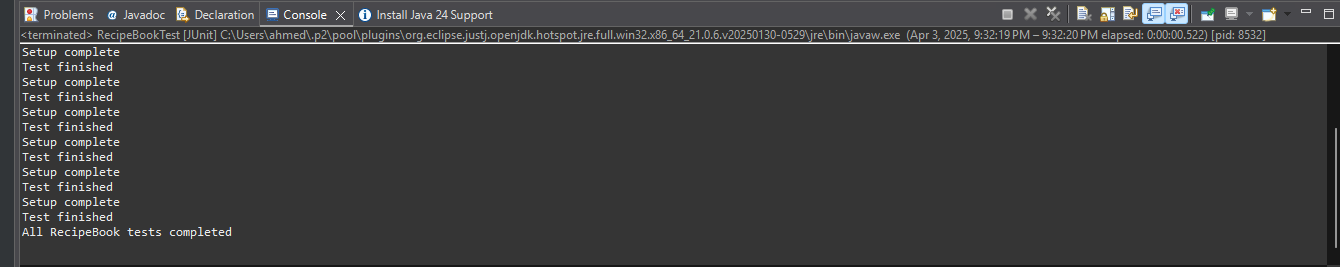 Problems @ Javadoc Declaration Console Install Java 24 Support
<terminated> RecipeBookTest [JUnit] C:\Users\ahmed\.p2\pool\plugins\org.eclipse.justj.openjdk.hotspot.jre.full.win32.x86_64_21.0.6.v20250130-0529\jre\bin\javaw.exe (Apr 3, 2025, 9:32:19 PM – 9:32:20 PM elapsed: 0:00:00.522) [pid: 8532]
Setup complete
Test finished
Setup complete
Test finished
Setup complete
Test finished
Setup complete
Test finished
Setup complete
Test finished
Setup complete
Test finished
All RecipeBook tests completed